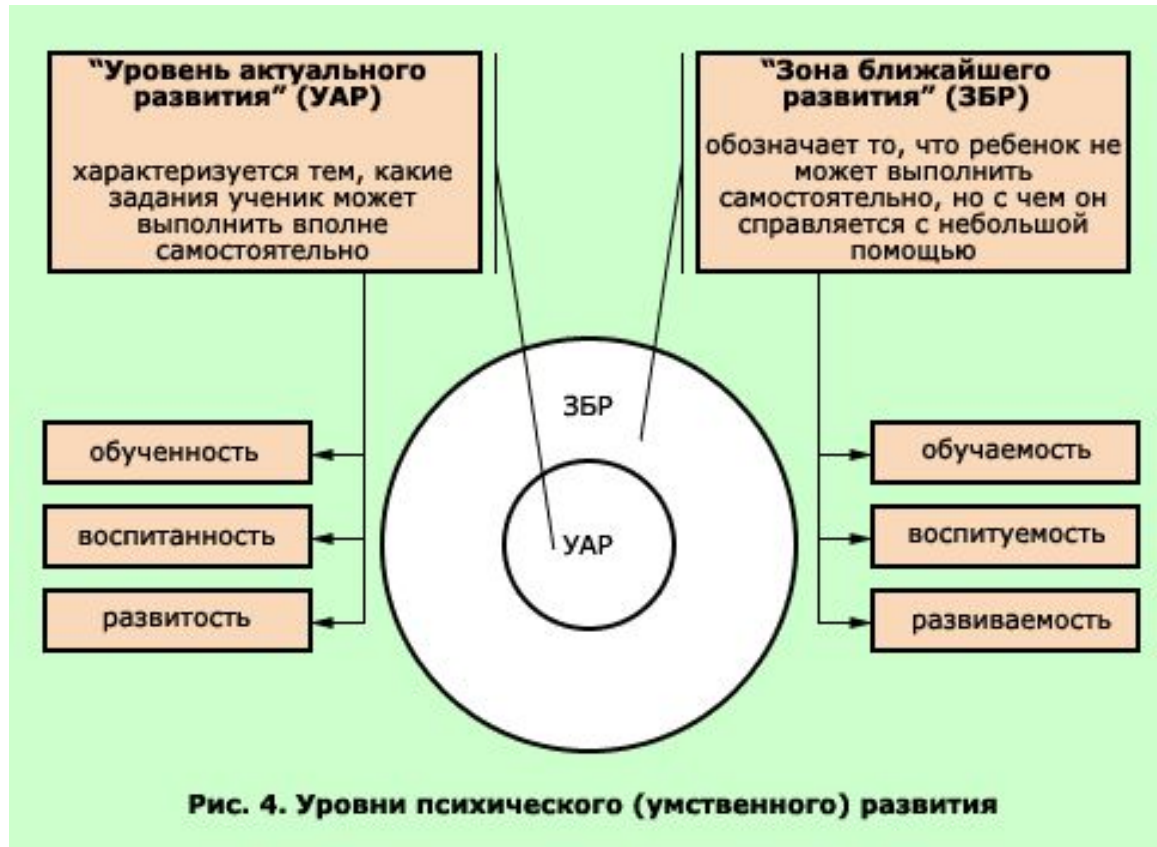 “Уровень актуального
развития” (УАР)
характеризуется тем, какие
задания ученик может
выполнить вполне
самостоятельно
“Зона ближайшего
развития” (ЗБР)
обозначает то, что ребенок не
может выполнить
самостоятельно, но с чем он
справляется с небольшой
помощью
ЗБР
УАР
обученность
воспитанность
развитость
обучаемость
воспитуемость
развиваемость
Рис. 4. Уровни психического (умственного) развития